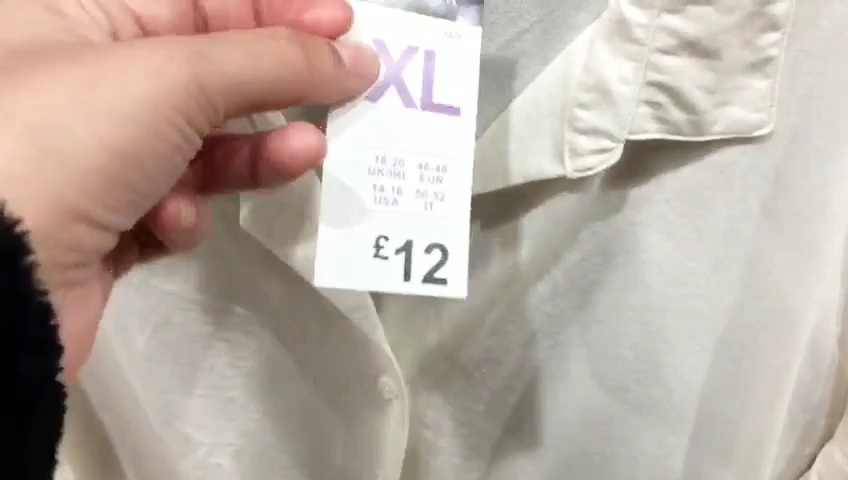 XL
18-20 46-48
UK/IRL EUR
14-16 50-52
USA IT
£12